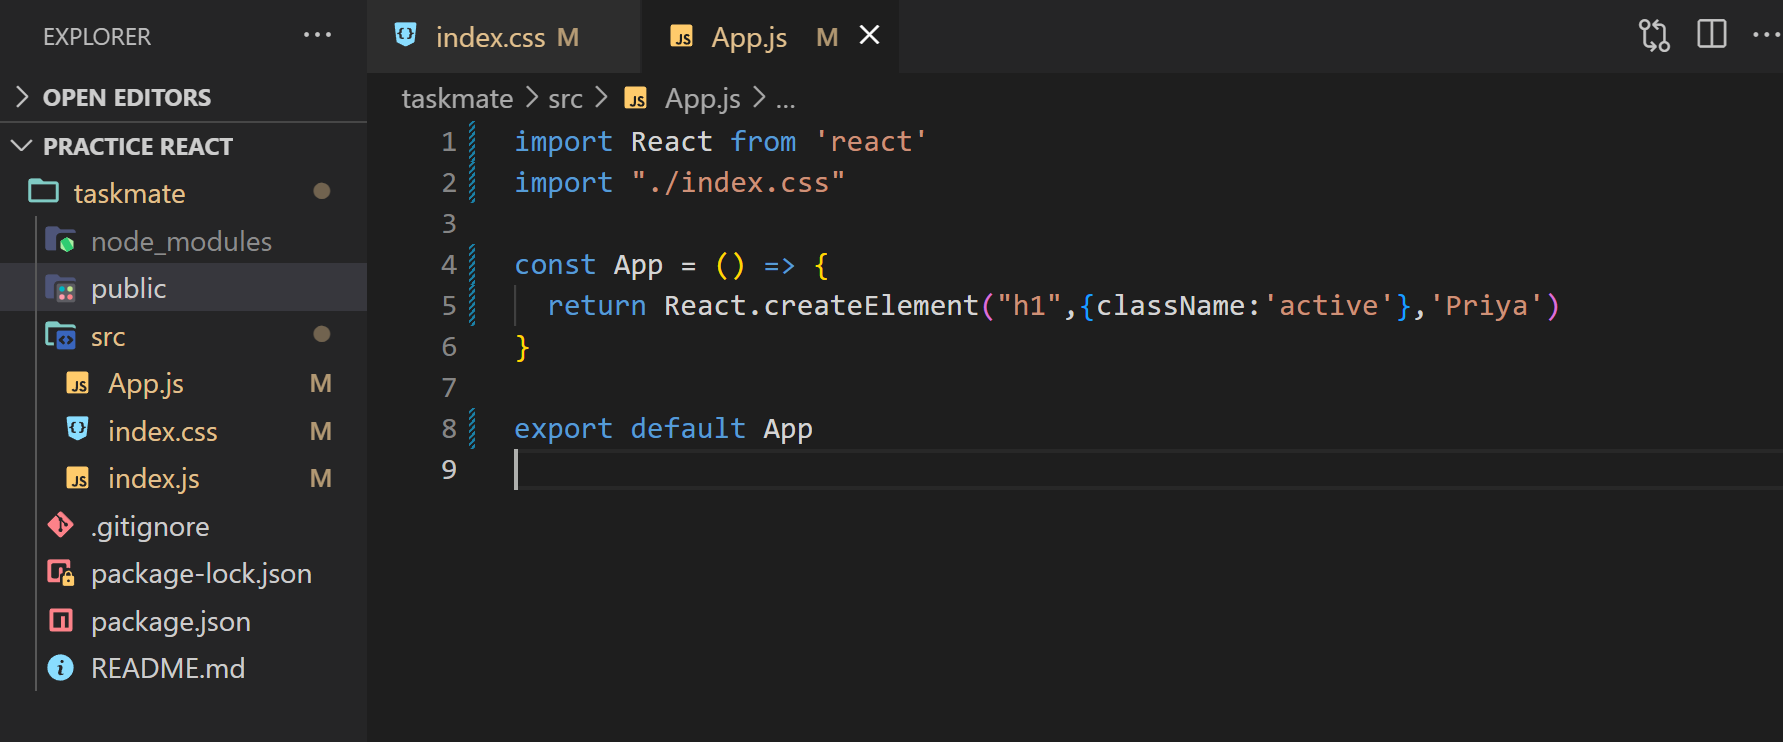 EXPLORER ...
OPEN EDITORS
PRACTICE REACT
taskmate
node_modules
public
src
App.js M
index.css M
index.js M
.gitignore
package-lock.json
package.json
README.md
index.css M
JS App.js M
taskmate > src > JS App.js > ...
1 import React from 'react'
2 import "./index.css"
3
4 const App = () => {
5 return React.createElement("h1",{className:'active'},'Priya')
6 }
7
8 export default App
9